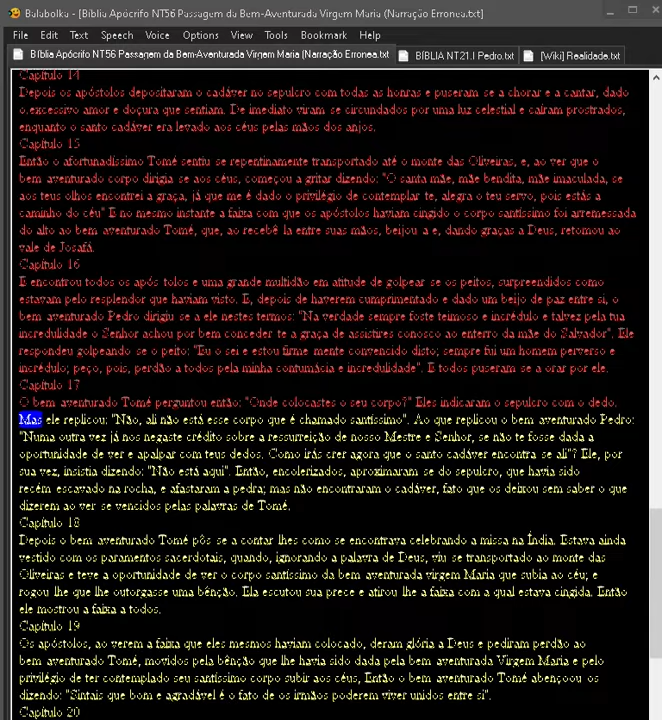 Balabolka - [Bíblia Apócrifo NT56 Passagem da Bem-Aventurada Virgem Maria (Narração Erronea.txt]
File Edit Text Speech Voice Options View Tools Bookmark Help
Bíblia Apócrifo NT56 Passagem da Bem-Aventurada Virgem Maria (Narração Erronea.txt
BÍBLIA NT21.I Pedro.txt
[Wiki] Realidade.txt
Capítulo 14
Depois os apóstolos depositaram o cadáver no sepulcro com todas as honras e puseram se a chorar e a cantar, dado
o.excessivo amor e doçura que sentiam. De imediato viram se circundados por uma luz celestial e caíram prostrados,
enquanto o santo cadáver era levado aos céus pelas mãos dos anjos.
Capítulo 15
Então o afortunadíssimo Tomé sentiu se repentinamente transportado até o monte das Oliveiras, e, ao ver que o
bem aventurado corpo dirigia se aos céus, começou a gritar dizendo: "O santa mãe, mãe bendita, mãe imaculada, se
aos teus olhos encontrei a graça, já que me é dado o privilégio de contemplar te, alegra o teu servo, pois estás a
caminho do céu" E no mesmo instante a faixa com que os apóstolos haviam cingido o corpo santíssimo foi arremessada
do alto ao bem aventurado Tomé, que, ao recebê la entre suas mãos, beijou a e, dando graças a Deus, retomou ao
vale de Josafá.
Capítulo 16
E encontrou todos os após tolos e uma grande multidão em atitude de golpear se os peitos, surpreendidos como
estavam pelo resplendor que haviam visto. E, depois de haverem cumprimentado e dado um beijo de paz entre si, o
bem aventurado Pedro dirigiu se a ele nestes termos: "Na verdade sempre foste teimoso e incrédulo e talvez pela tua
incredulidade o Senhor achou por bem conceder te a graça de assistires conosco ao enterro da mãe do Salvador". Ele
respondeu golpeando se o peito: "Eu o sei e estou firme mente convencido disto; sempre fui um homem perverso e
incrédulo; peço, pois, perdão a todos pela minha contumácia e incredulidade". E todos puseram se a orar por ele.
Capítulo 17
O bem aventurado Tomé perguntou então: "Onde colocastes o seu corpo?" Eles indicaram o sepulcro com o dedo.
Mas ele replicou: "Não, ali não está esse corpo que é chamado santíssimo". Ao que replicou o bem aventurado Pedro:
"Numa outra vez já nos negaste crédito sobre a ressurreição de nosso Mestre e Senhor, se não te fosse dada a
oportunidade de ver e apalpar com teus dedos. Como irás crer agora que o santo cadáver encontra se ali"? Ele, por
sua vez, insistia dizendo: "Não está aqui". Então, encolerizados, aproximaram se do sepulcro, que havia sido
recém escavado na rocha, e afastaram a pedra; mas não encontraram o cadáver, fato que os deixou sem saber o que
dizerem ao ver se vencidos pelas palavras de Tomé.
Capítulo 18
Depois o bem aventurado Tomé pôs se a contar lhes como se encontrava celebrando a missa na Índia. Estava ainda
vestido com os paramentos sacerdotais, quando, ignorando a palavra de Deus, viu se transportado ao monte das
Oliveiras e teve a oportunidade de ver o corpo santíssimo da bem aventurada virgem Maria que subia ao céu; e
rogou lhe que lhe outorgasse uma bênção. Ela escutou sua prece e atirou lhe a faixa com a qual estava cingida. Então
ele mostrou a faixa a todos.
Capítulo 19
Os apóstolos, ao verem a faixa que eles mesmos haviam colocado, deram glória a Deus e pediram perdão ao
bem aventurado Tomé, movidos pela bênção que lhe havia sido dada pela bem aventurada Virgem Maria e pelo
privilégio de ter contemplado seu santíssimo corpo subir aos céus, Então o bem aventurado Tomé abençoou os
dizendo: "Sintais que bom e agradável é o fato de os irmãos poderem viver unidos entre si".
Capítulo 20